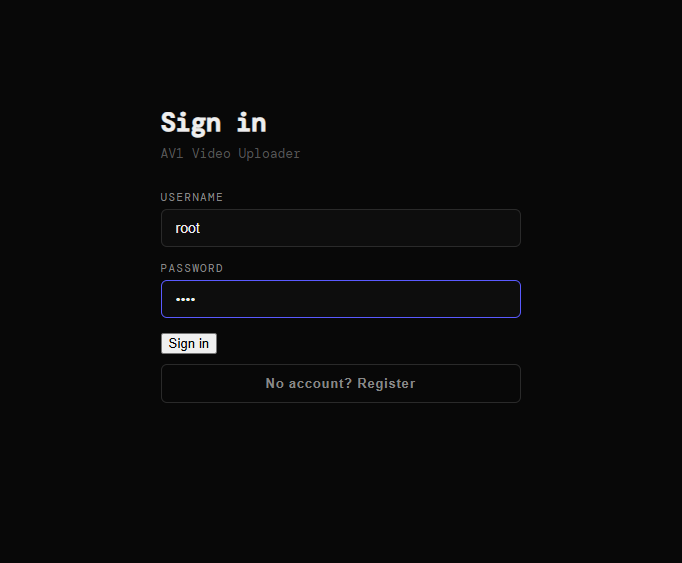 Sign in
AV1 Video Uploader
USERNAME
root
PASSWORD
••••
Sign in
No account? Register